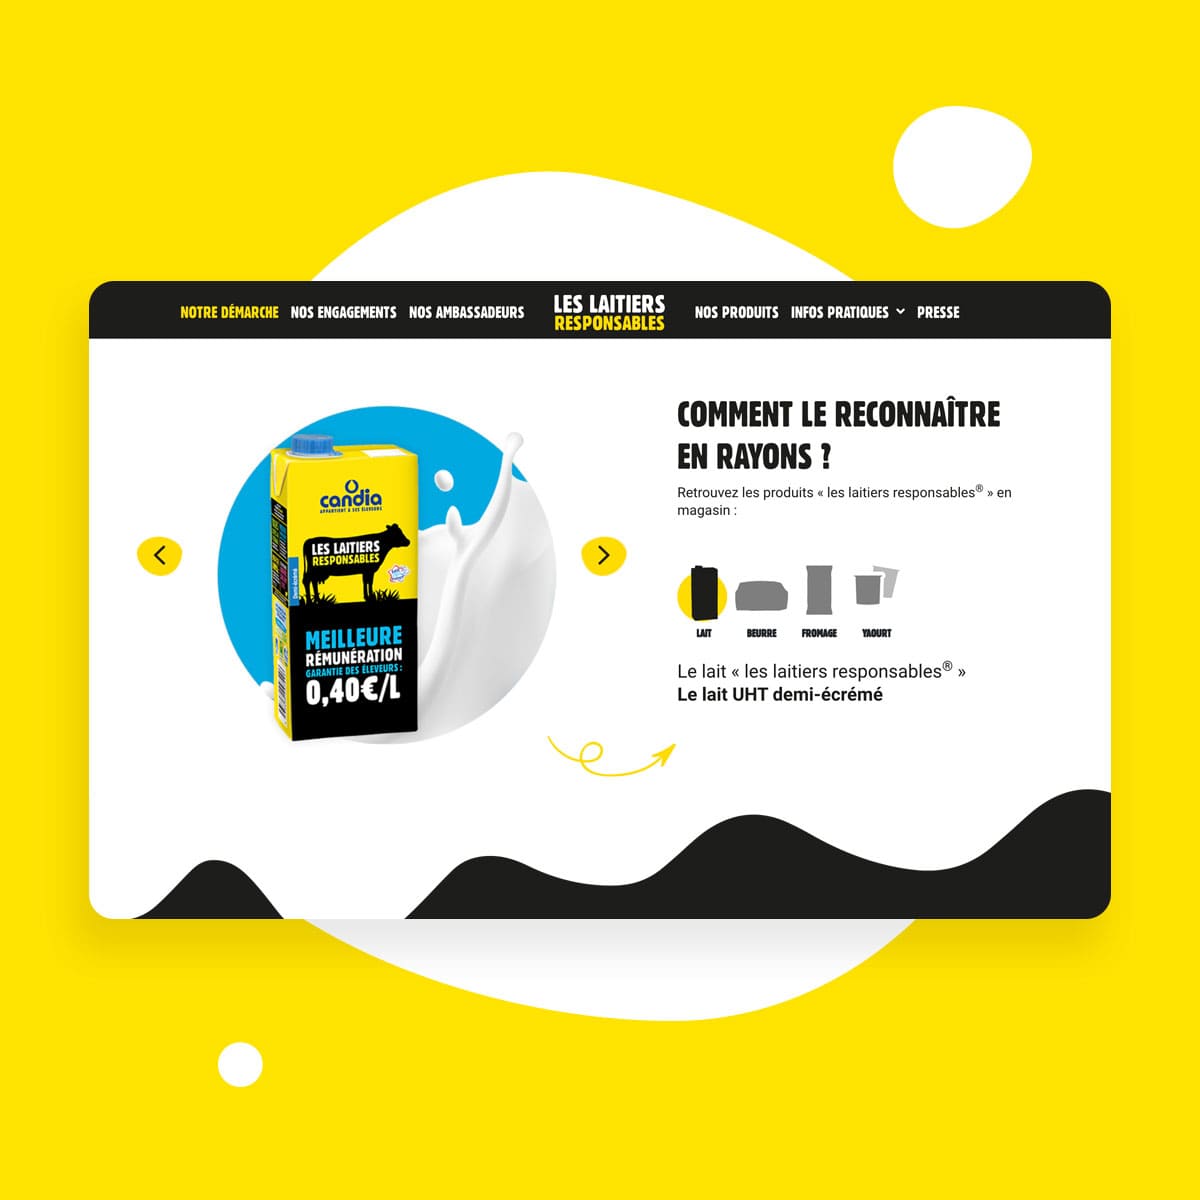 NOTRE DÉMARCHE NOS ENGAGEMENTS NOS AMBASSADEURS
LES LAITIERS
RESPONSABLES
NOS PRODUITS INFOS PRATIQUES PRESSE
candia
APPARTIENT À SES ÉLEVEURS
LES LAITIERS
RESPONSABLES
MEILLEURE
RÉMUNÉRATION
GARANTIE DES ÉLEVEURS :
0,40€/L
COMMENT LE RECONNAÎTRE
EN RAYONS ?
Retrouvez les produits « les laitiers responsables® » en
magasin :
LAIT BEURRE FROMAGE YAOURT
Le lait « les laitiers responsables® »
Le lait UHT demi-écrémé